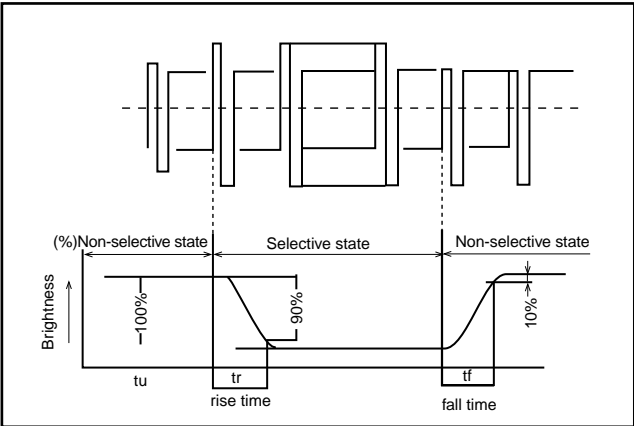 (%)Non-selective state
Selective state
Non-selective state
Brightness
100%
90%
10%
tu
tr
tf
rise time
fall time